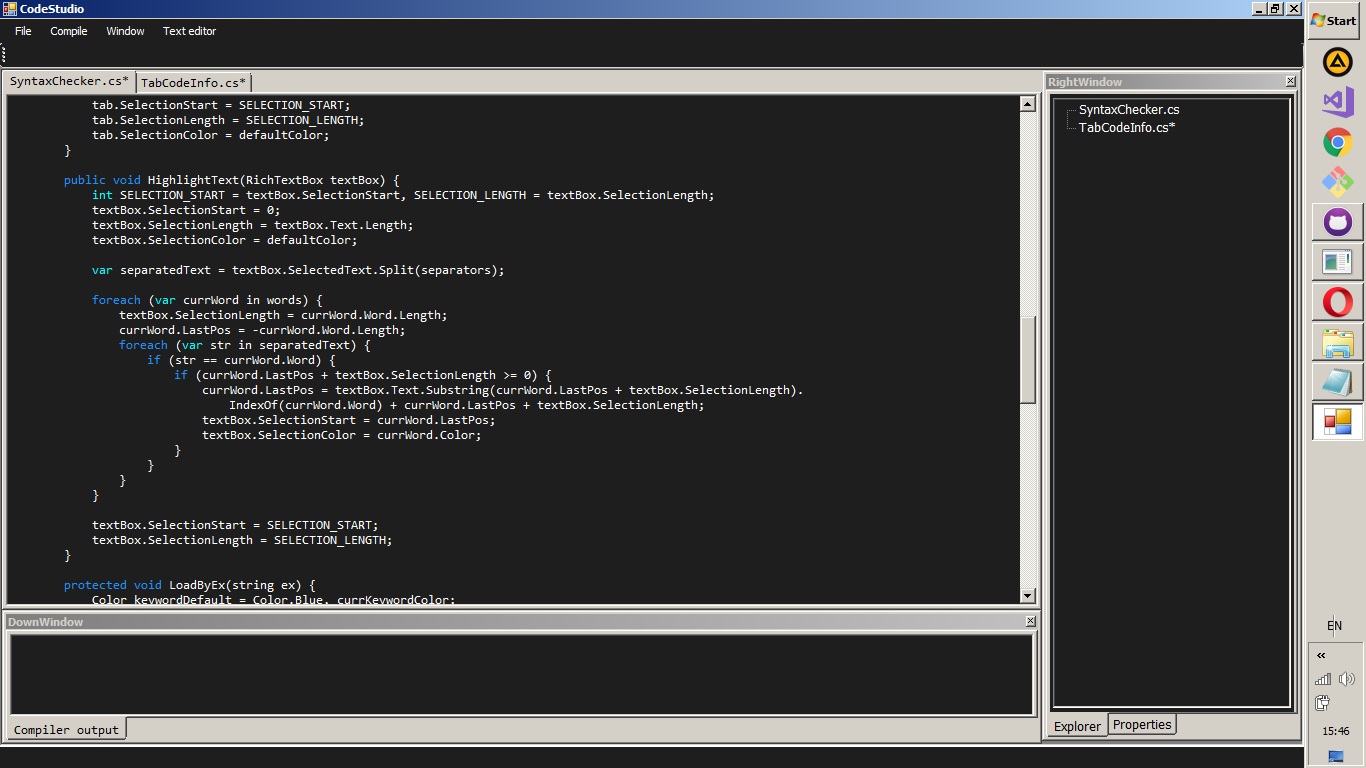 CodeStudio
File Compile Window Text editor
SyntaxChecker.cs* TabCodeInfo.cs*
tab.SelectionStart = SELECTION_START;
tab.SelectionLength = SELECTION_LENGTH;
tab.SelectionColor = defaultColor;
}
public void HighlightText(RichTextBox textBox) {
int SELECTION_START = textBox.SelectionStart, SELECTION_LENGTH = textBox.SelectionLength;
textBox.SelectionStart = 0;
textBox.SelectionLength = textBox.Text.Length;
textBox.SelectionColor = defaultColor;
var separatedText = textBox.SelectedText.Split(separators);
foreach (var currWord in words) {
textBox.SelectionLength = currWord.Word.Length;
currWord.LastPos = -currWord.Word.Length;
foreach (var str in separatedText) {
if (str == currWord.Word) {
if (currWord.LastPos + textBox.SelectionLength >= 0) {
currWord.LastPos = textBox.Text.Substring(currWord.LastPos + textBox.SelectionLength).
IndexOf(currWord.Word) + currWord.LastPos + textBox.SelectionLength;
textBox.SelectionStart = currWord.LastPos;
textBox.SelectionColor = currWord.Color;
}
}
}
}
textBox.SelectionStart = SELECTION_START;
textBox.SelectionLength = SELECTION_LENGTH;
}
protected void LoadByEx(string ex) {
Color keywordDefault = Color.Blue, currKeywordColor;
DownWindow
Compiler output
RightWindow
SyntaxChecker.cs
TabCodeInfo.cs*
Explorer Properties
Start
EN
«
15:46